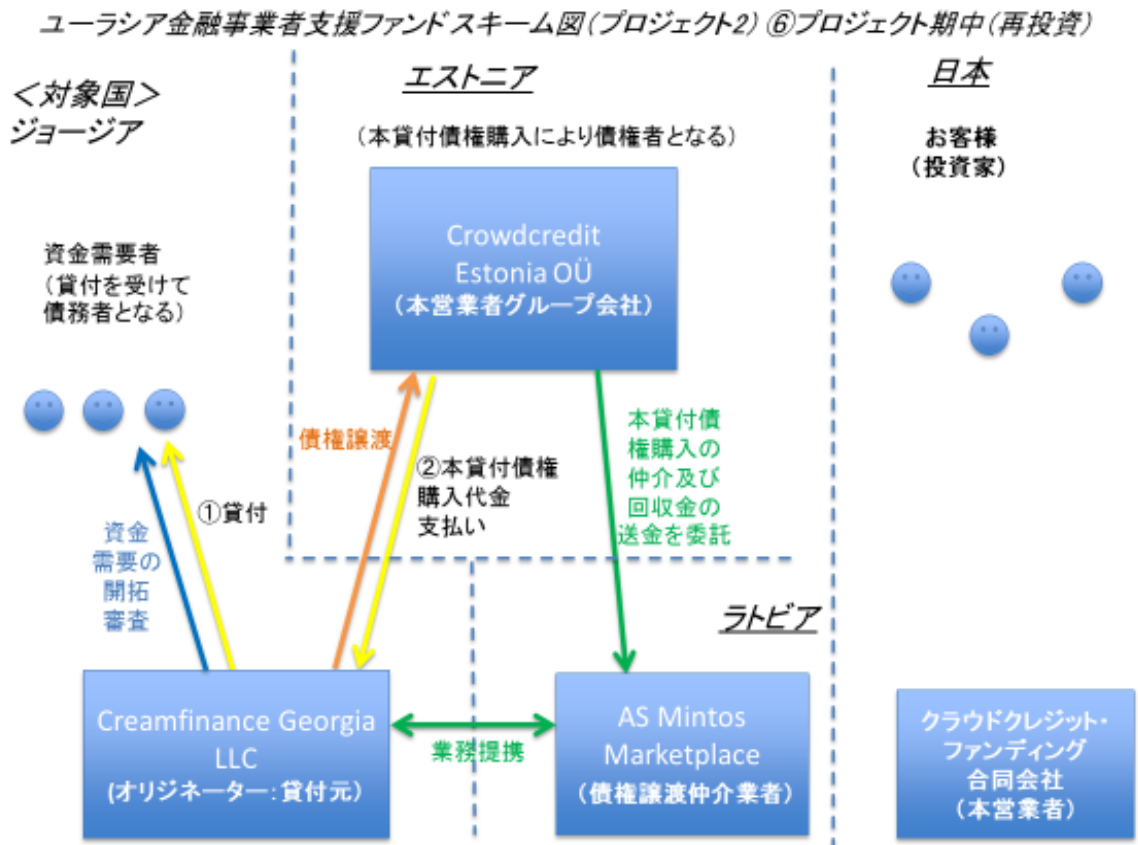 ユーラシア金融事業者支援ファンド スキーム図(プロジェクト2) ⑥プロジェクト期中(再投資)
<対象国>
ジョージア
エストニア
日本
(本貸付債権購入により債権者となる)
お客様
(投資家)
資金需要者
(貸付を受けて
債務者となる)
Crowdcredit
Estonia OÜ
(本営業者グループ会社)
債権譲渡
②本貸付債権
購入代金
支払い
本貸付債
権購入の
仲介及び
回収金の
送金を委託
①貸付
資金
需要の
開拓
審査
ラトビア
Creamfinance Georgia
LLC
(オリジネーター:貸付元)
業務提携
AS Mintos
Marketplace
(債権譲渡仲介業者)
クラウドクレジット・
ファンディング
合同会社
(本営業者)